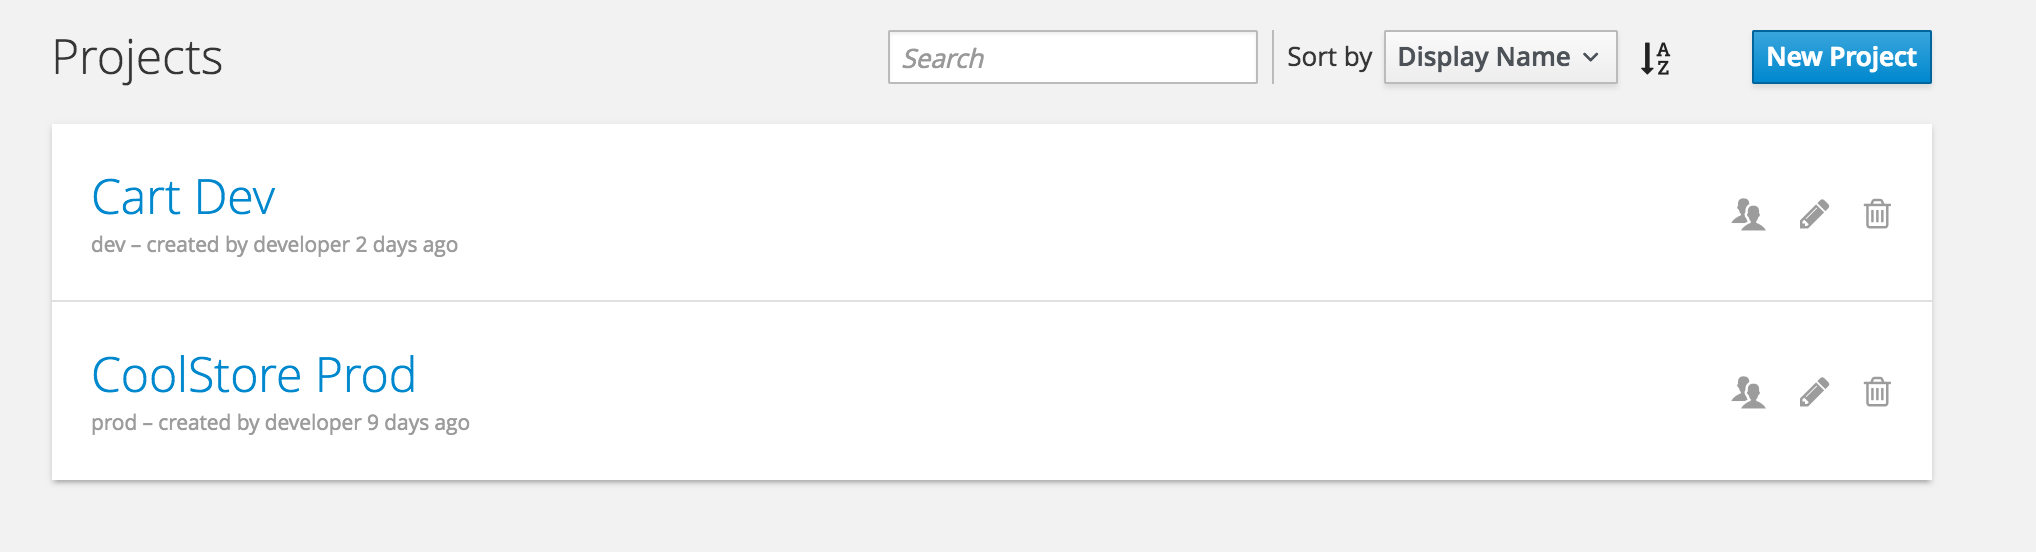 Projects
Search
Sort by
Display Name
A
Z
New Project
Cart Dev
dev – created by developer 2 days ago
CoolStore Prod
prod – created by developer 9 days ago